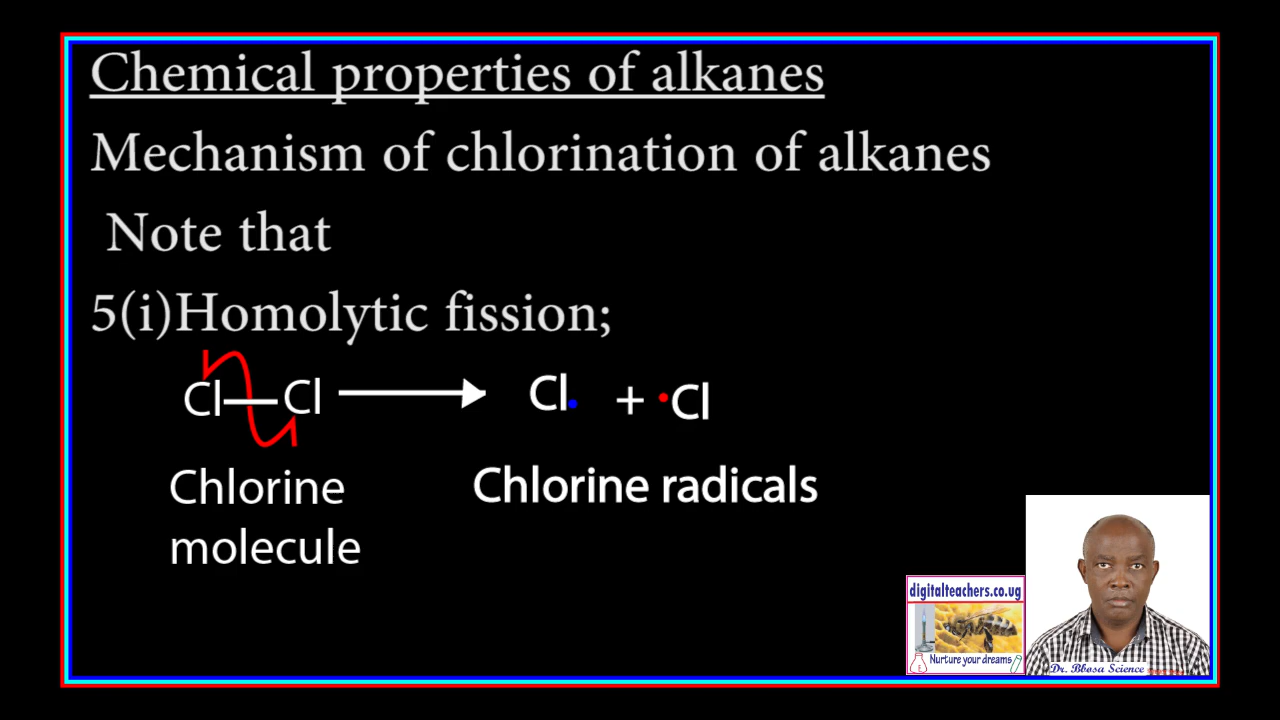 Chemical properties of alkanes
Mechanism of chlorination of alkanes
Note that
5(i)Homolytic fission;
Cl—Cl → Cl. + ·Cl
Chlorine Chlorine radicals
molecule
digitalteachers.co.ug
Nurture your dreams
Dr. Bbosa Science